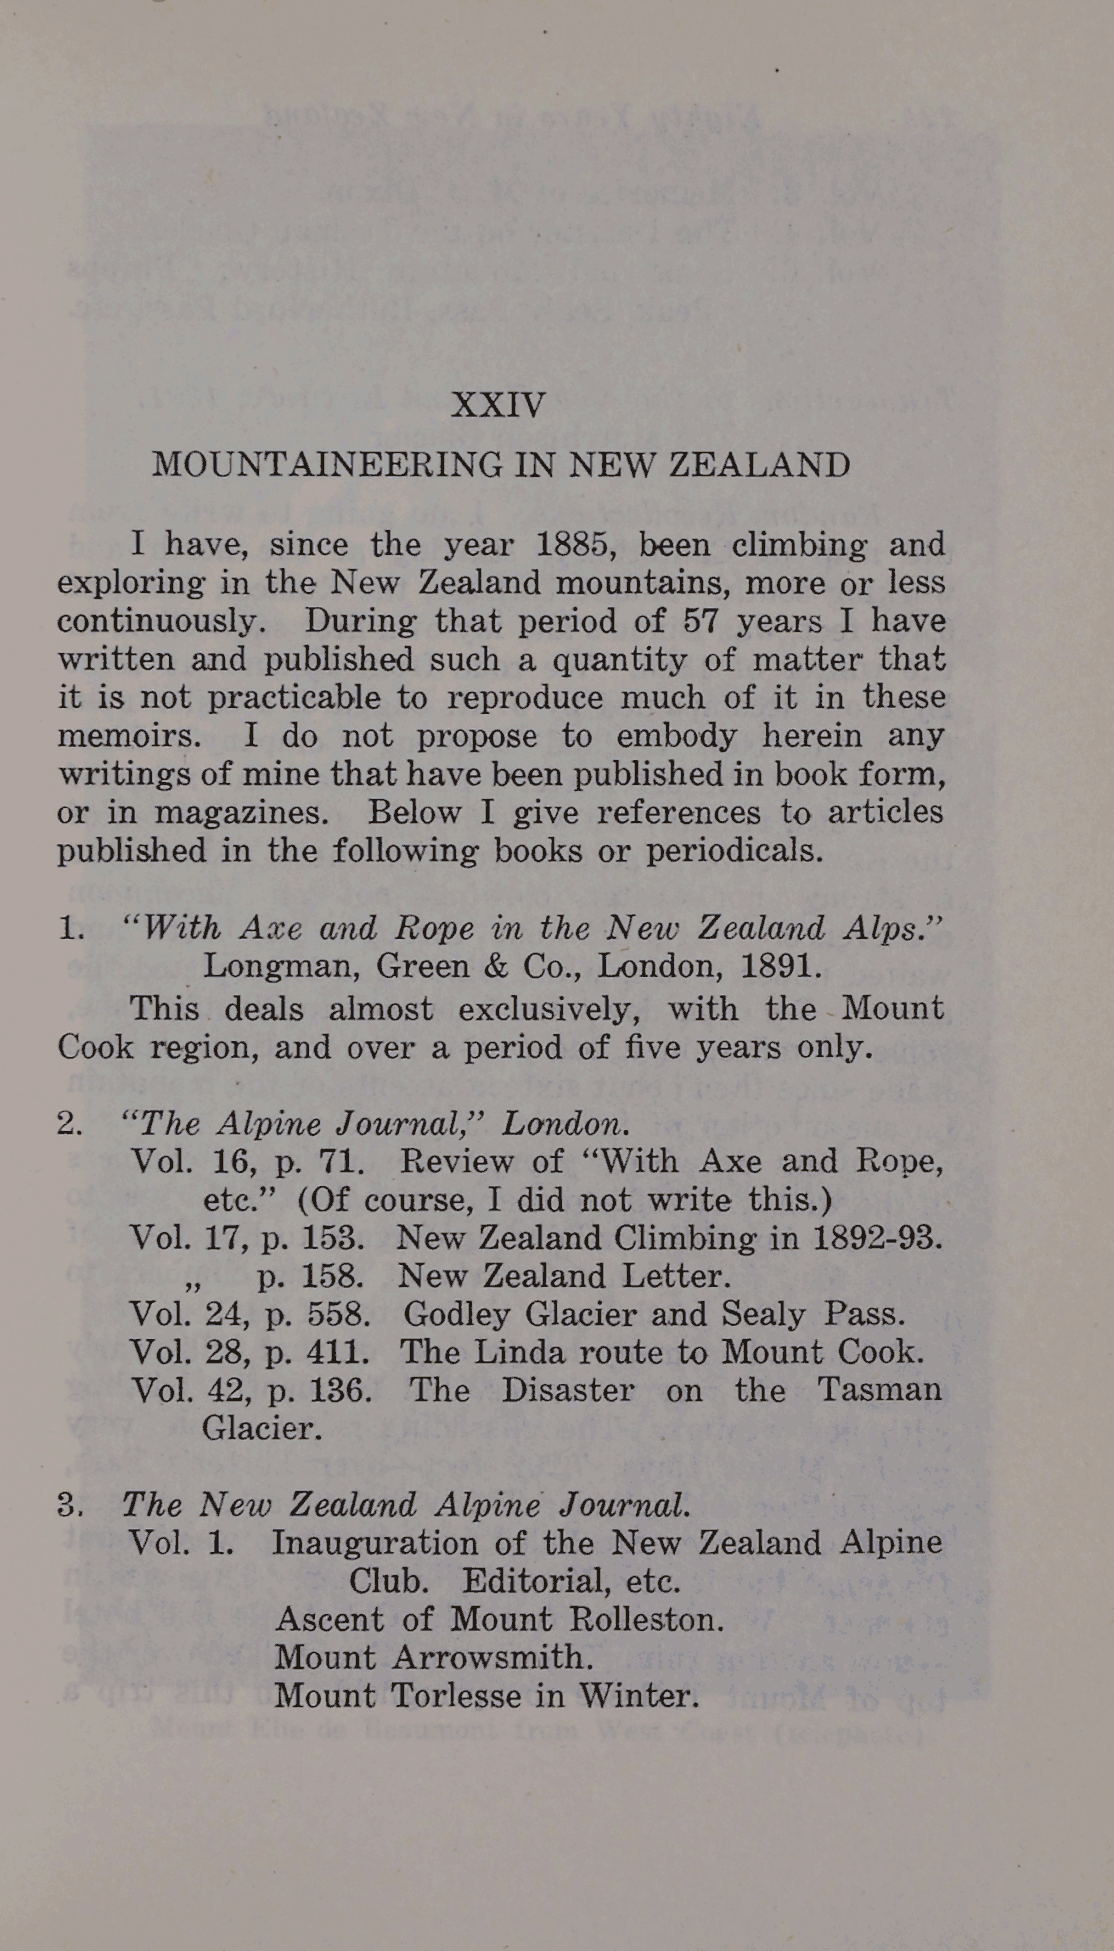 XXIV
MOUNTAINEERING IN NEW ZEALAND
I have, since the year 1885, been climbing and
exploring in the New Zealand mountains, more or less
continuously. During that period of 57 years I have
written and published such a quantity of matter that
it is not practicable to reproduce much of it in these
memoirs. I do not propose to embody herein any
writings of mine that have been published in book form,
or in magazines. Below I give references to articles
published in the following books or periodicals.
1. “With Axe and Rope in the New Zealand Alps.”
Longman, Green & Co., London, 1891.
This deals almost exclusively, with the Mount
Cook region, and over a period of five years only.
2. “The Alpine Journal,” London.
Vol. 16, p. 71. Review of “With Axe and Rope,
etc.” (Of course, I did not write this.)
Vol. 17, p. 153. New Zealand Climbing in 1892-93.
„ p. 158. New Zealand Letter.
Vol. 24, p. 558. Godley Glacier and Sealy Pass.
Vol. 28, p. 411. The Linda route to Mount Cook.
Vol. 42, p. 136. The Disaster on the Tasman
Glacier.
3. The New Zealand Alpine Journal.
Vol. 1. Inauguration of the New Zealand Alpine
Club. Editorial, etc.
Ascent of Mount Rolleston.
Mount Arrowsmith.
Mount Torlesse in Winter.